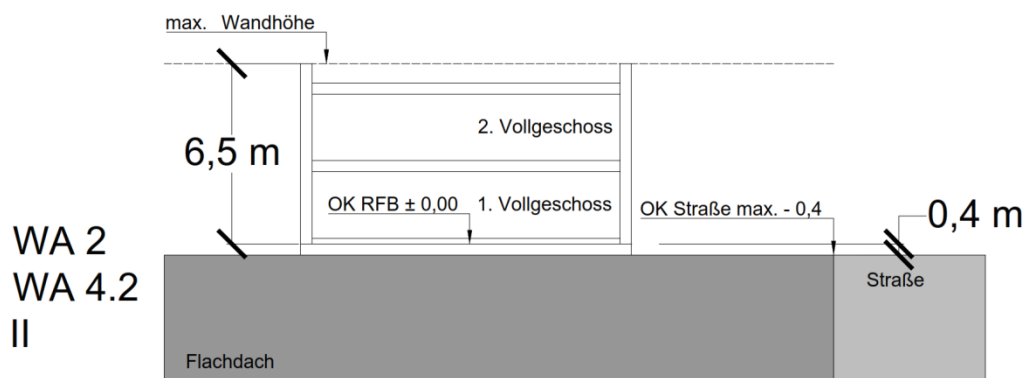 max. Wandhöhe
2. Vollgeschoss
6,5 m
OK RFB ± 0,00
1. Vollgeschoss
OK Straße max. - 0,4
0,4 m
WA 2
WA 4.2
II
Straße
Flachdach